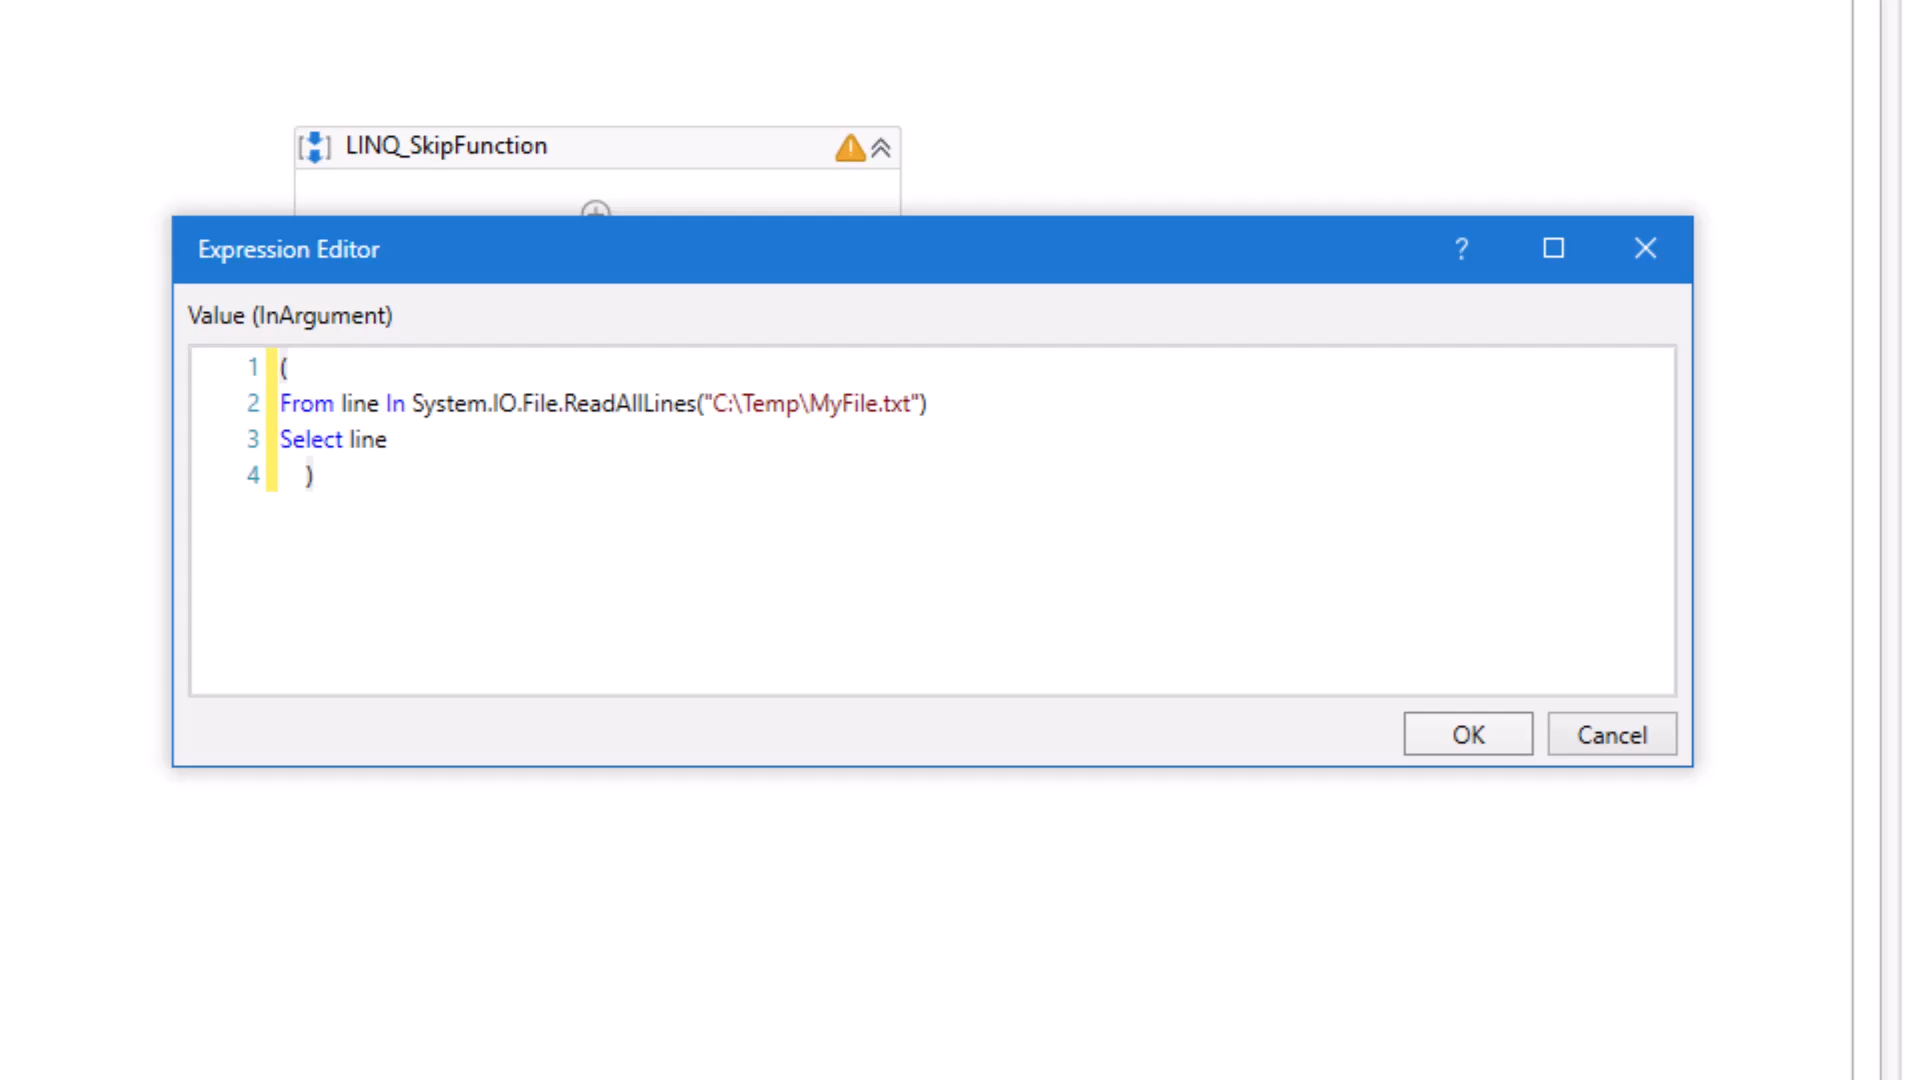 LINQ_SkipFunction
Expression Editor
?
Value (InArgument)
1 (
2 From line In System.IO.File.ReadAllLines("C:\Temp\MyFile.txt")
3 Select line
4 )
OK Cancel